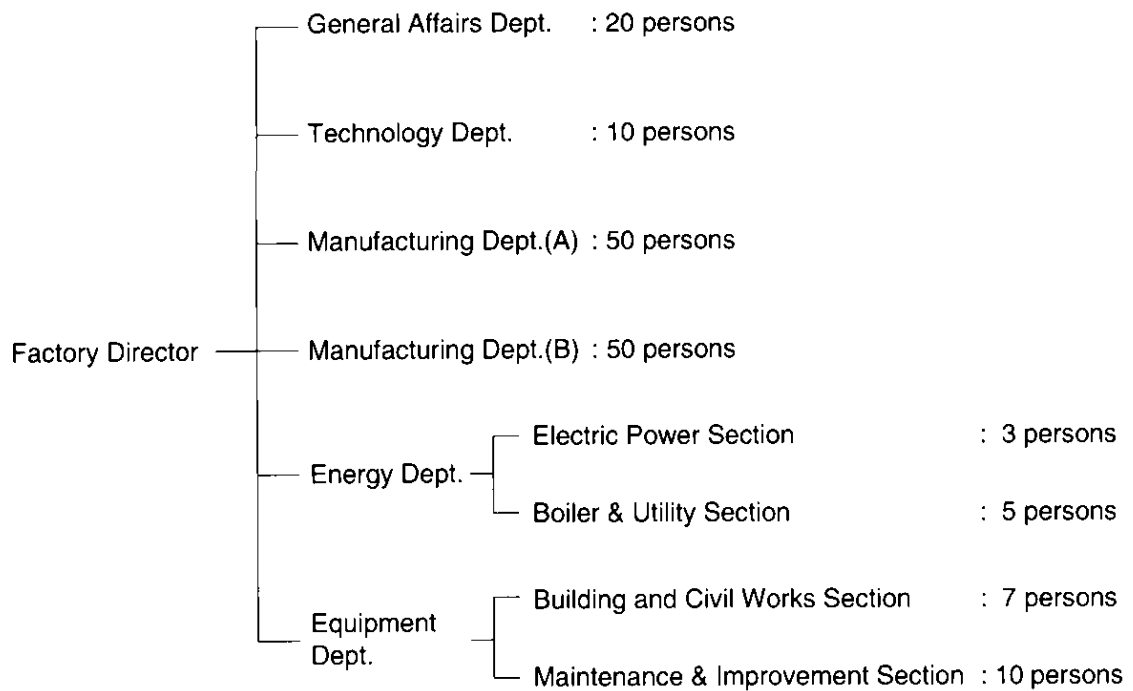 General Affairs Dept. : 20 persons
Technology Dept. : 10 persons
Manufacturing Dept.(A) : 50 persons
Factory Director
Manufacturing Dept.(B) : 50 persons
Energy Dept.
Electric Power Section : 3 persons
Boiler & Utility Section : 5 persons
Equipment
Dept.
Building and Civil Works Section : 7 persons
Maintenance & Improvement Section : 10 persons